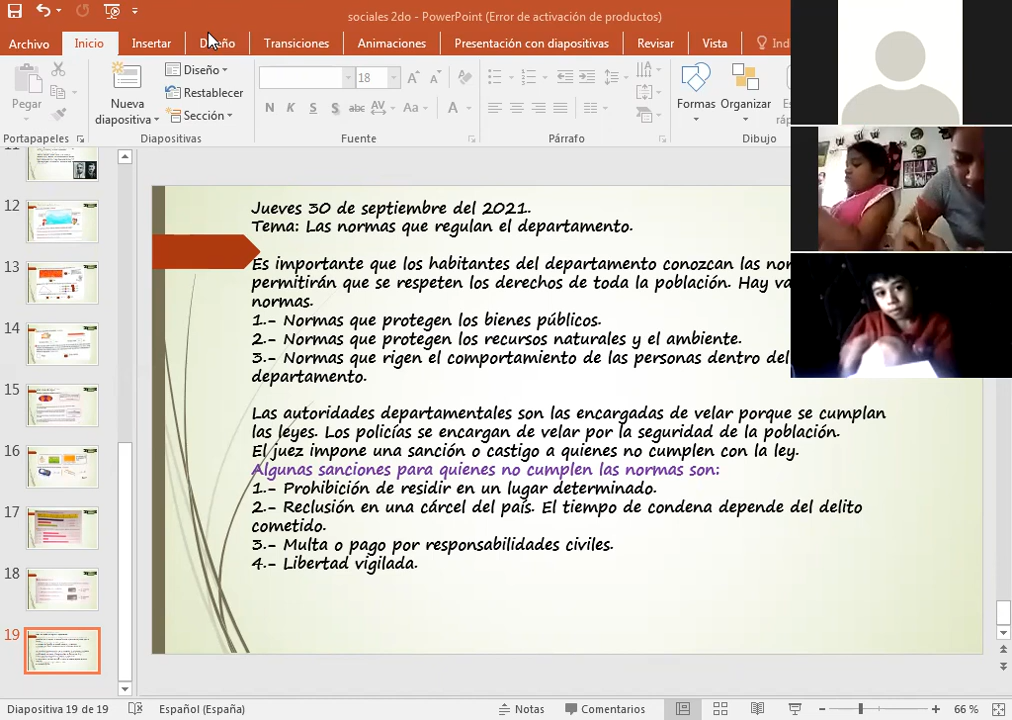 sociales 2do - PowerPoint (Error de activación de productos)
Archivo Inicio Insertar Diseño Transiciones Animaciones Presentación con diapositivas Revisar Vista Ind
Pegar
Nueva diapositiva
Diseño
Restablecer
Sección
18
N K S S abc AV Aa A
Formas Organizar
Portapapeles Diapositivas Fuente Párrafo Dibujo
12
13
14
15
16
17
18
19
Jueves 30 de septiembre del 2021.
Tema: Las normas que regulan el departamento.
Es importante que los habitantes del departamento conozcan las
permitirán que se respeten los derechos de toda la población. Hay
normas.
1.- Normas que protegen los bienes públicos.
2.- Normas que protegen los recursos naturales y el ambiente.
3.- Normas que rigen el comportamiento de las personas dentro del
departamento.
Las autoridades departamentales son las encargadas de velar porque se cumplan
las leyes. Los policías se encargan de velar por la seguridad de la población.
El juez impone una sanción o castigo a quienes no cumplen con la ley.
Algunas sanciones para quienes no cumplen las normas son:
1.- Prohibición de residir en un lugar determinado.
2.- Reclusión en una cárcel del país. El tiempo de condena depende del delito
cometido.
3.- Multa o pago por responsabilidades civiles.
4.- Libertad vigilada.
Diapositiva 19 de 19 Español (España) Notas Comentarios 66 %